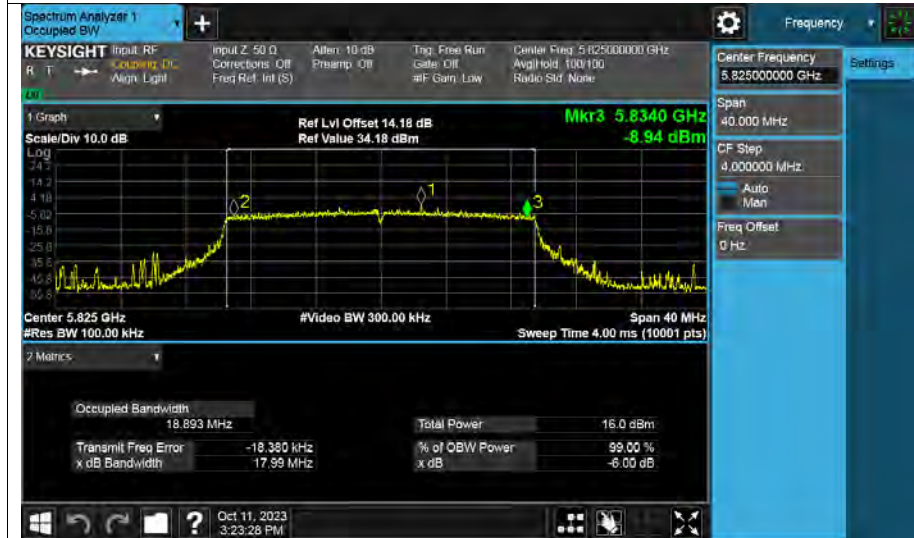 Spectrum Analyzer 1
Occupied BW
+
Frequency
KEYSIGHT Input: RF Input Z: 50 Ω Atten: 10 dB Trig: Free Run Center Freq: 5.825000000 GHz
R T Coupling: DC Corrections: Off Preamp: Off Gate: Off Avg|Hold: 100/100
Align: Light Freq Ref: Int (S) #IF Gain: Low Radio Std: None
Center Frequency
5.825000000 GHz
Settings
Span
40.000 MHz
CF Step
4.000000 MHz
Auto
Man
Freq Offset
0 Hz
1 Graph
Scale/Div 10.0 dB
Ref Lvl Offset 14.18 dB
Ref Value 34.18 dBm
Mkr3 5.8340 GHz
-8.94 dBm
Log
24.2
14.2
4.18
-5.82
-15.8
-25.8
-35.8
-45.8
-55.8
2
1
3
Center 5.825 GHz #Video BW 300.00 kHz Span 40 MHz
#Res BW 100.00 kHz Sweep Time 4.00 ms (10001 pts)
2 Metrics
Occupied Bandwidth
18.893 MHz
Total Power 16.0 dBm
Transmit Freq Error -18.380 kHz % of OBW Power 99.00 %
x dB Bandwidth 17.99 MHz x dB -6.00 dB
?
Oct 11, 2023
3:23:28 PM